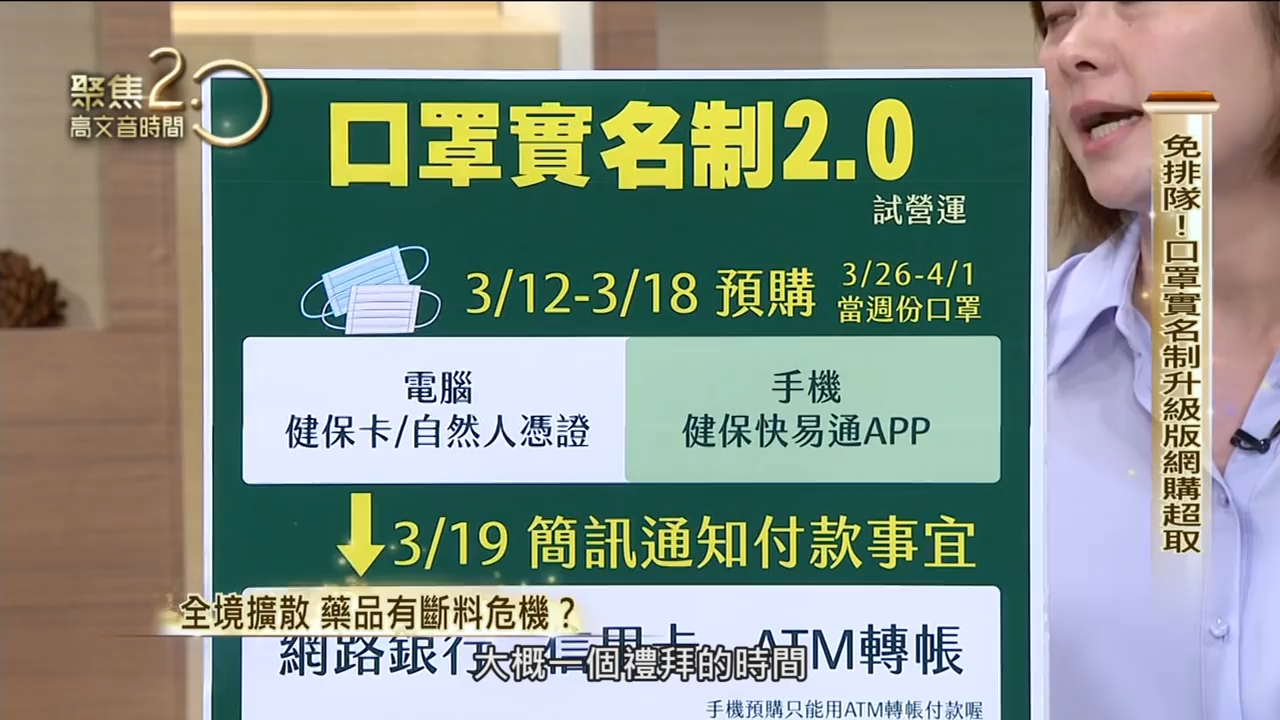 聚焦2.0
高文音時間
口罩實名制2.0
試營運
3/12-3/18 預購
3/26-4/1
當週份口罩
電腦
健保卡/自然人憑證
手機
健保快易通APP
3/19 簡訊通知付款事宜
網路銀行 信用卡 ATM轉帳
手機預購只能用ATM轉帳付款喔
免排隊！口罩實名制升級版網購超取
全境擴散 藥品有斷料危機？
大概一個禮拜的時間